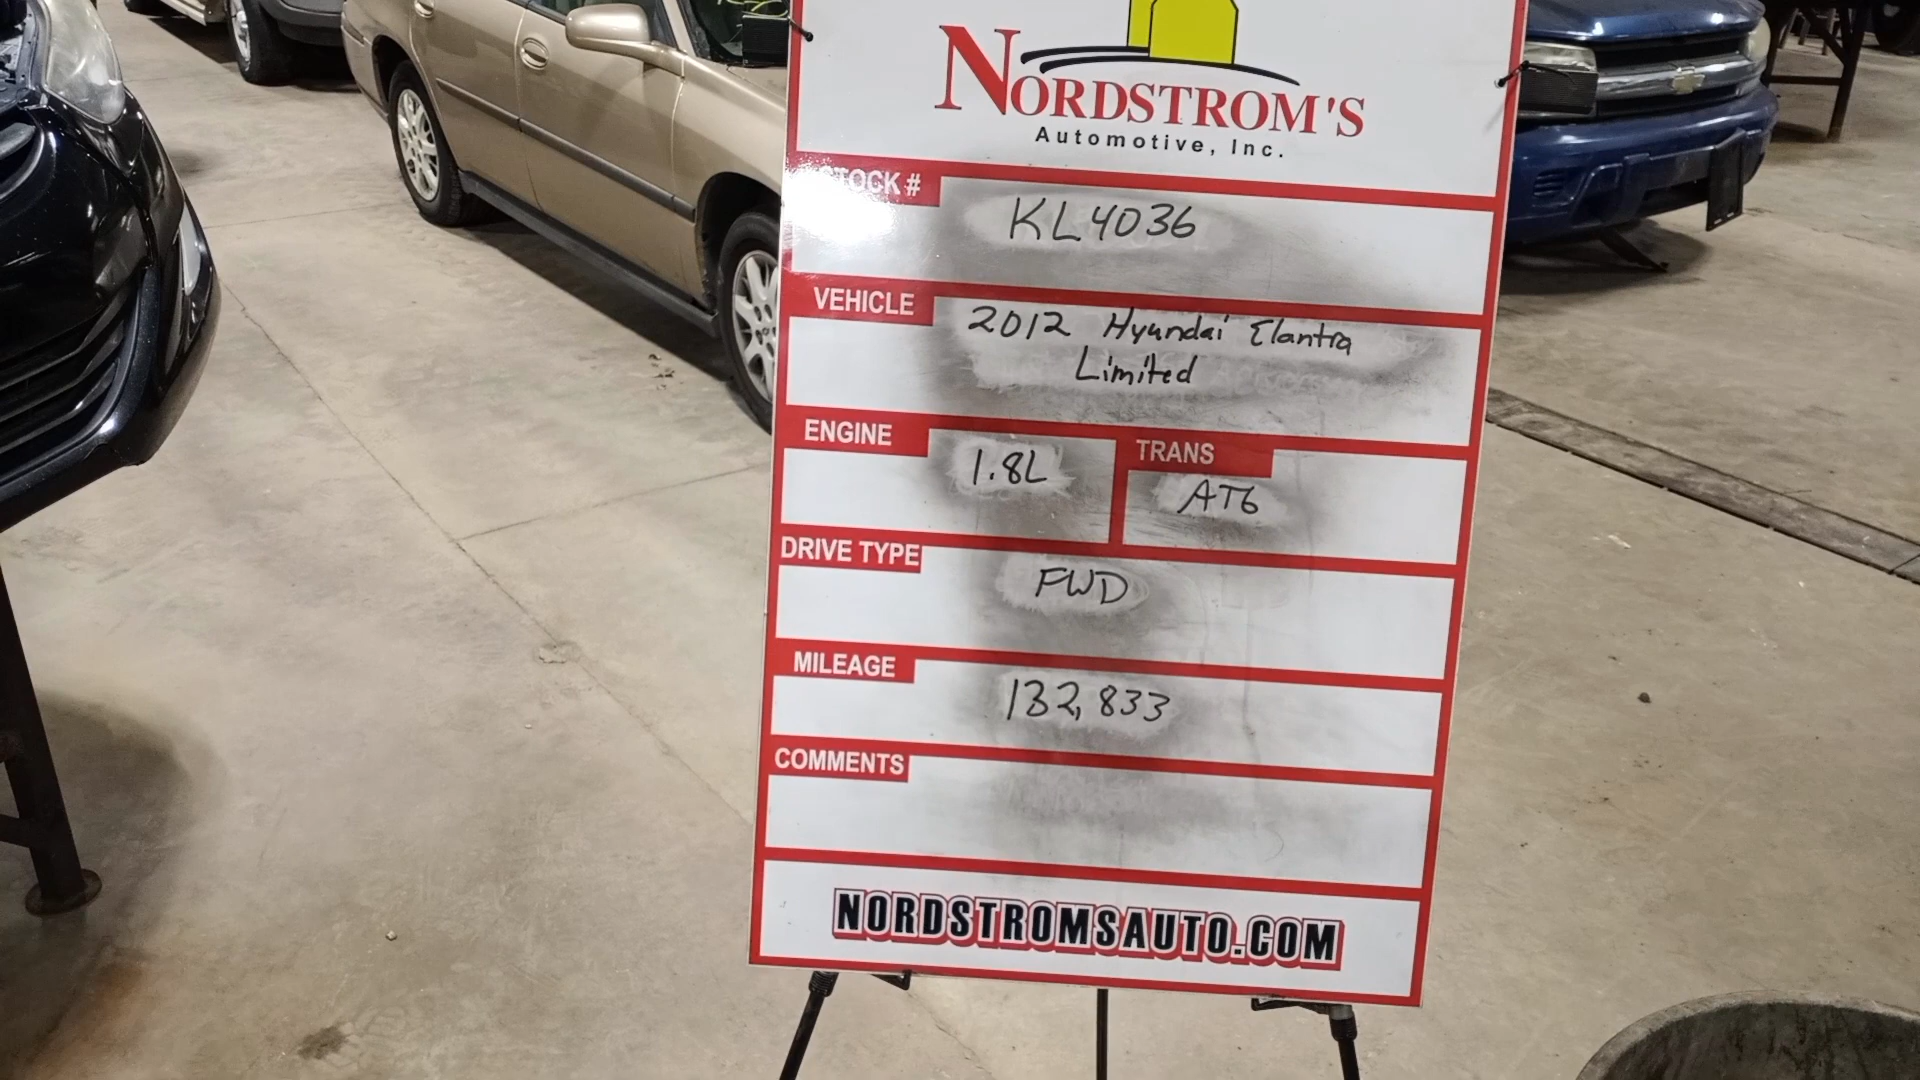 NORDSTROM'S
Automotive, Inc.
STOCK #
KL4036
VEHICLE
2012 Hyundai Elantra
Limited
ENGINE
1.8L
TRANS
AT6
DRIVE TYPE
FWD
MILEAGE
132,833
COMMENTS
NORDSTROMSAUTO.COM